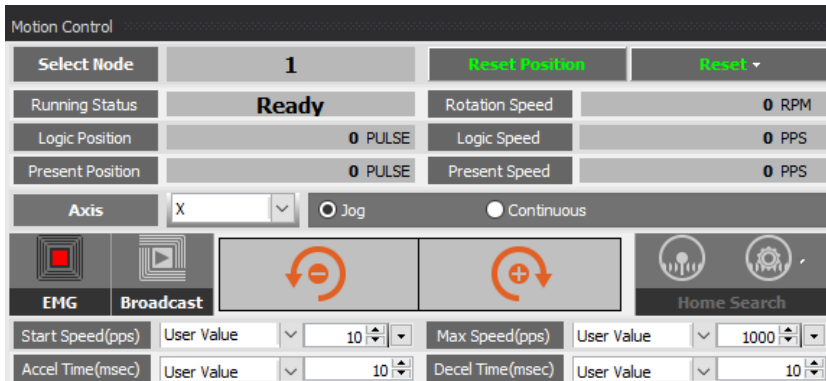 Motion Control
Select Node 1 Reset Position Reset
Running Status Ready Rotation Speed 0 RPM
Logic Position 0 PULSE Logic Speed 0 PPS
Present Position 0 PULSE Present Speed 0 PPS
Axis X Jog Continuous
EMG Broadcast Home Search
Start Speed(pps) User Value 10 Max Speed(pps) User Value 1000
Accel Time(msec) User Value 10 Decel Time(msec) User Value 10